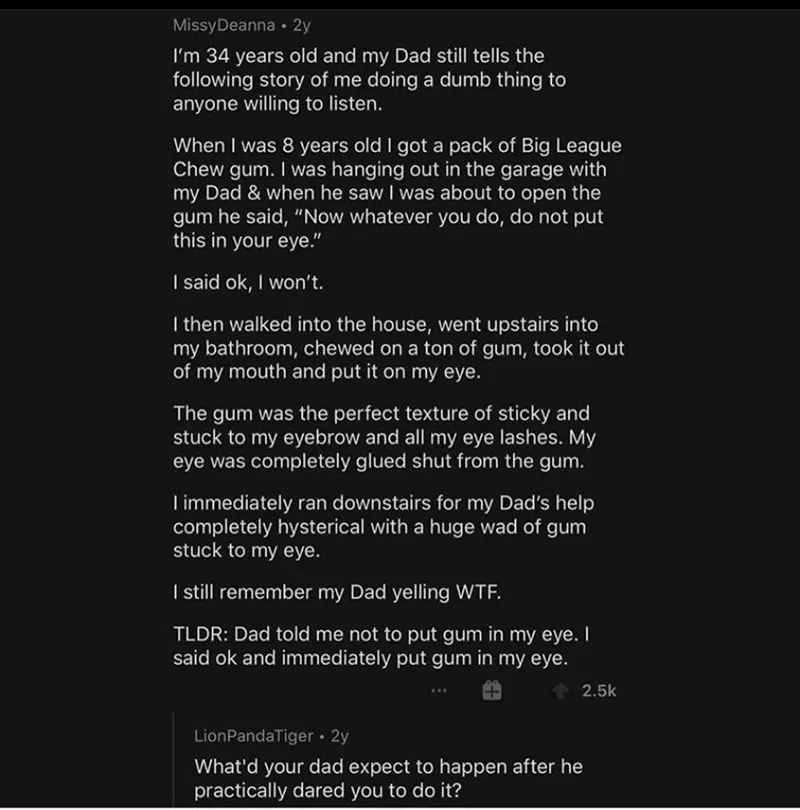 MissyDeanna • 2y
I'm 34 years old and my Dad still tells the
following story of me doing a dumb thing to
anyone willing to listen.
When I was 8 years old I got a pack of Big League
Chew gum. I was hanging out in the garage with
my Dad & when he saw I was about to open the
gum he said, “Now whatever you do, do not put
this in your eye.”
I said ok, I won't.
I then walked into the house, went upstairs into
my bathroom, chewed on a ton of gum, took it out
of my mouth and put it on my eye.
The gum was the perfect texture of sticky and
stuck to my eyebrow and all my eye lashes. My
eye was completely glued shut from the gum.
I immediately ran downstairs for my Dad's help
completely hysterical with a huge wad of gum
stuck to my eye.
I still remember my Dad yelling WTF.
TLDR: Dad told me not to put gum in my eye. I
said ok and immediately put gum in my eye.
2.5k
LionPandaTiger • 2y
What'd your dad expect to happen after he
practically dared you to do it?